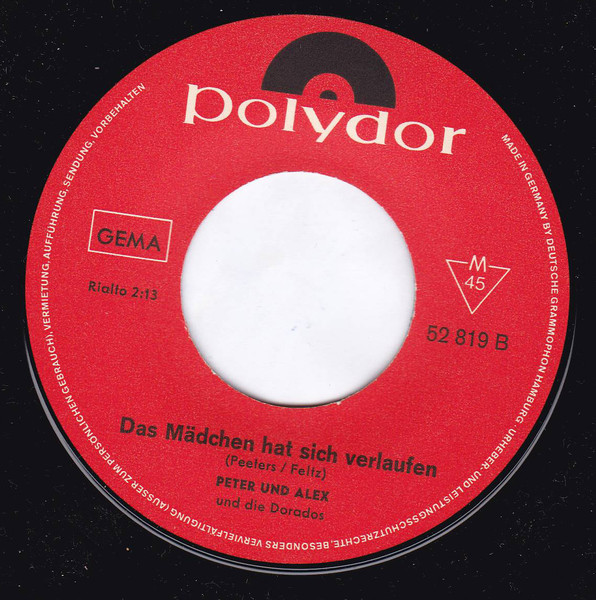 polydor
GEMA
Rialto 2:13
M
45
52 819 B
Das Mädchen hat sich verlaufen
(Peeters / Feltz)
PETER UND ALEX
und die Dorados
MADE IN GERMANY BY DEUTSCHE GRAMMOPHON HAMBURG · URHEBER- UND LEISTUNGSSCHUTZRECHTE, BESONDERS VERVIELFÄLTIGUNG (AUSSER ZUM PERSÖNLICHEN GEBRAUCH), VERMIETUNG, AUFFÜHRUNG, SENDUNG, VORBEHALTEN